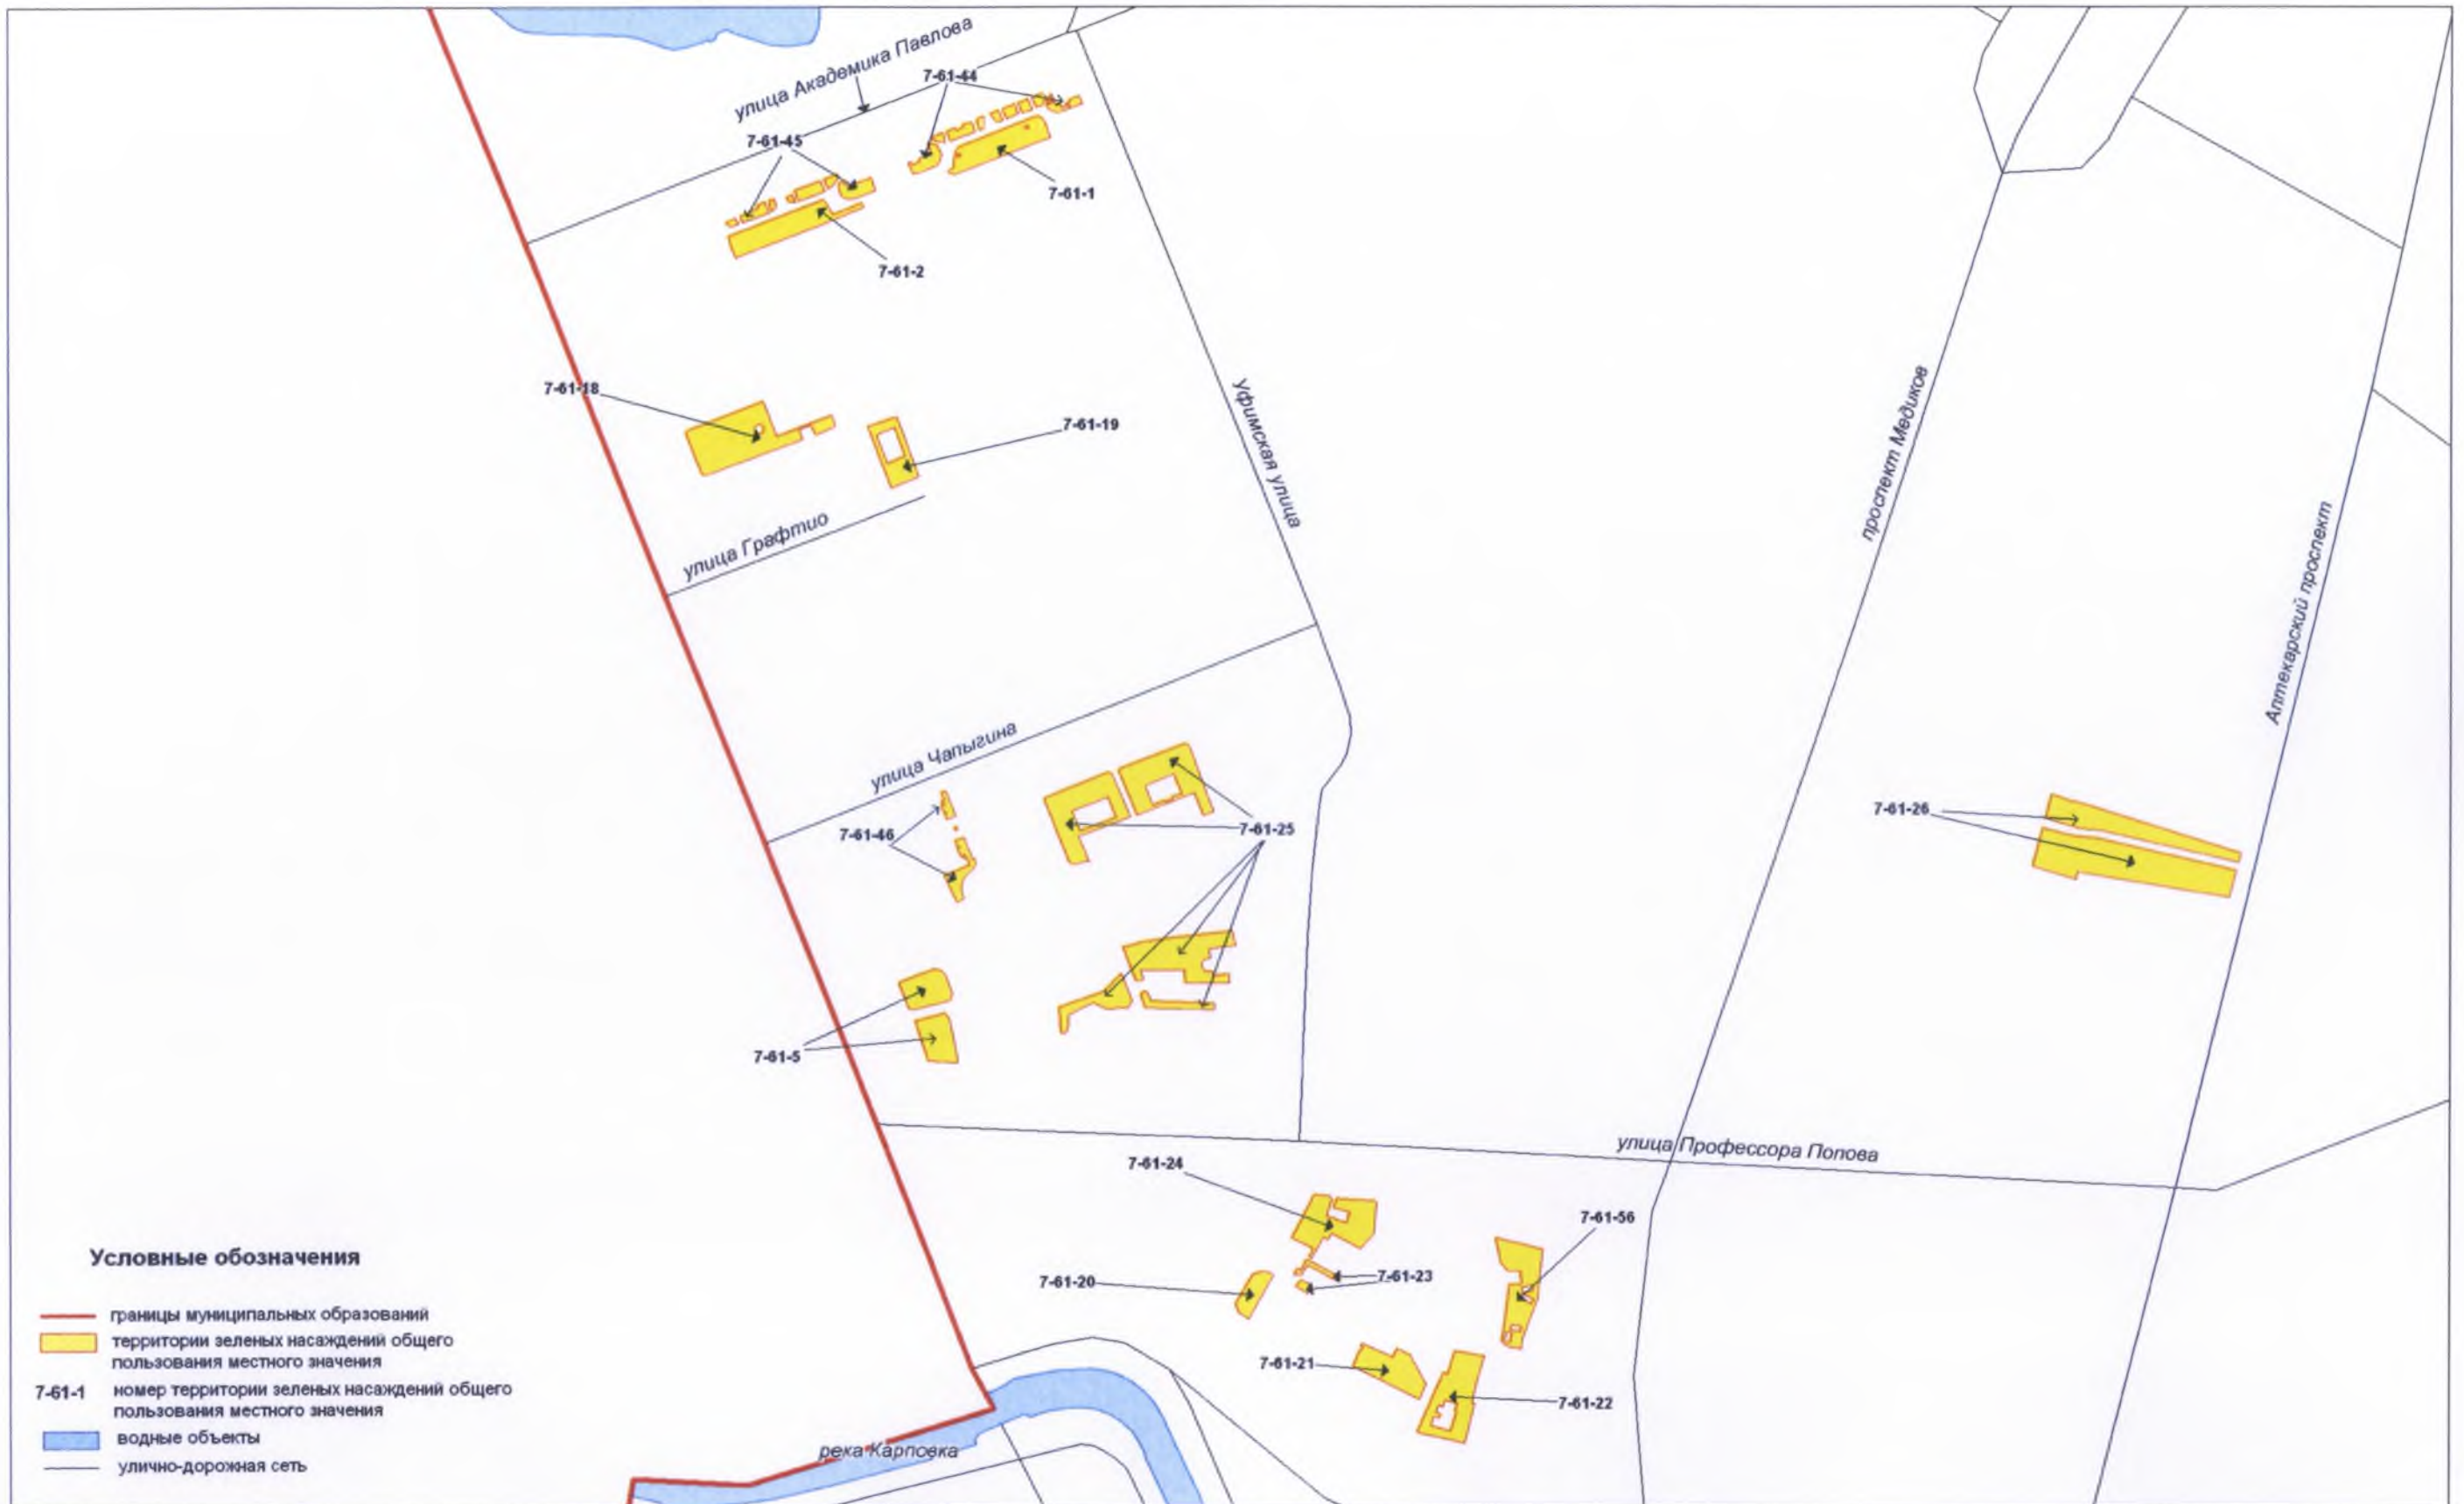 улица Академика Павлова
7-61-44
7-61-45
7-61-1
7-61-2
7-61-18
7-61-19
улица Графтио
Уфимская улица
проспект Медиков
Аптекарский проспект
улица Чапыгина
7-61-46
7-61-25
7-61-26
7-61-5
улица Профессора Попова
7-61-24
7-61-56
7-61-20
7-61-23
7-61-21
7-61-22
река Карповка
Условные обозначения
границы муниципальных образований
территории зеленых насаждений общего
пользования местного значения
7-61-1 номер территории зеленых насаждений общего
пользования местного значения
водные объекты
улично-дорожная сеть